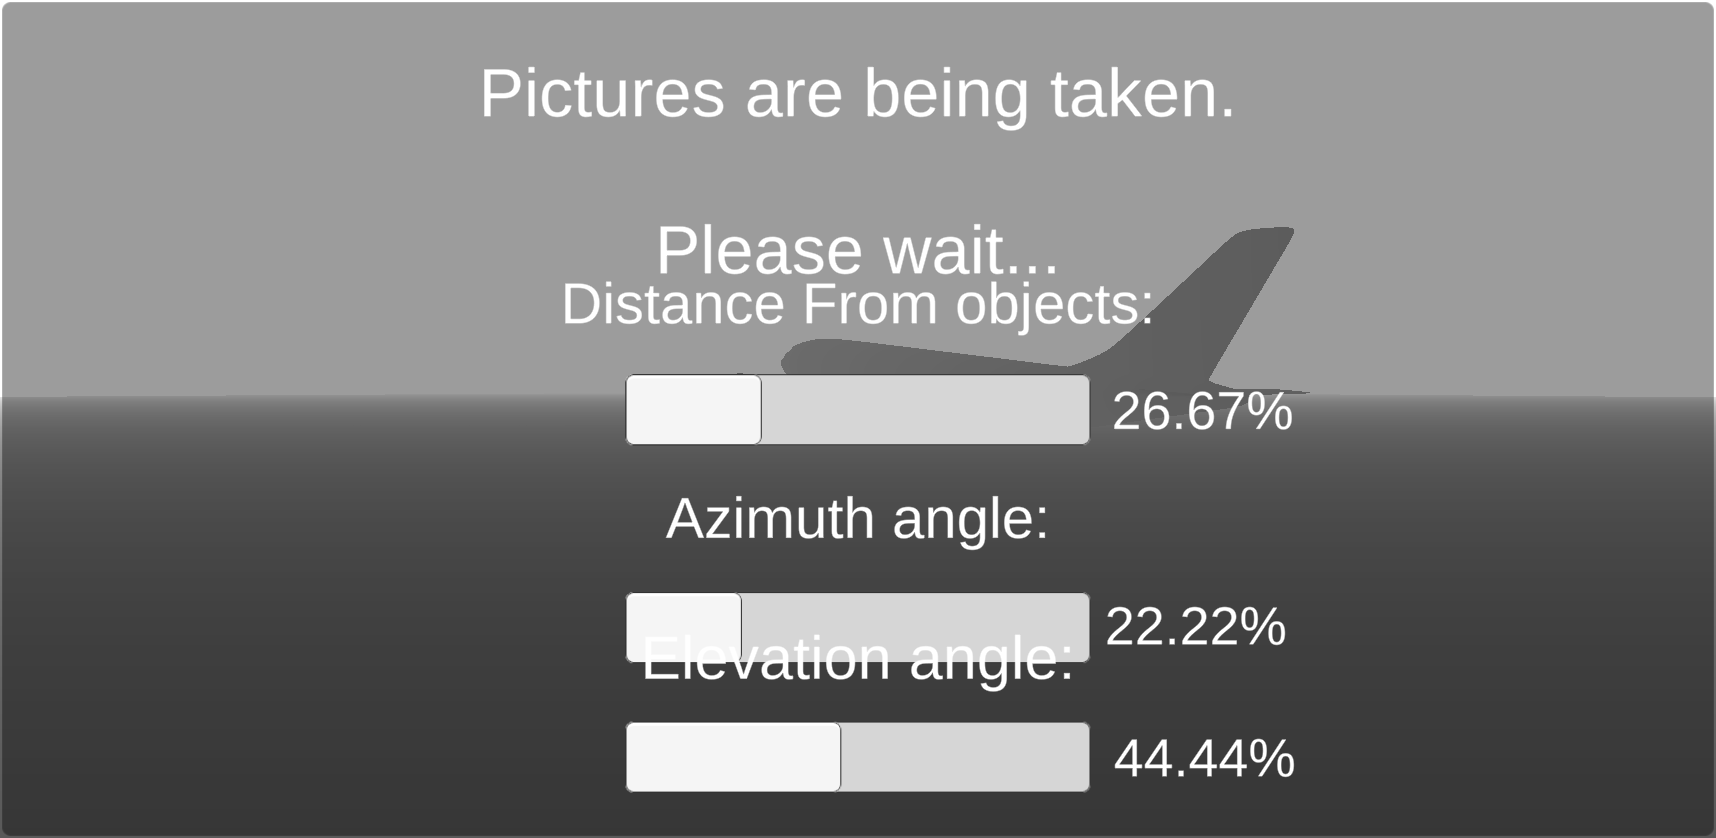 Pictures are being taken.
Please wait...
Distance From objects:
26.67%
Azimuth angle:
22.22%
Elevation angle:
44.44%